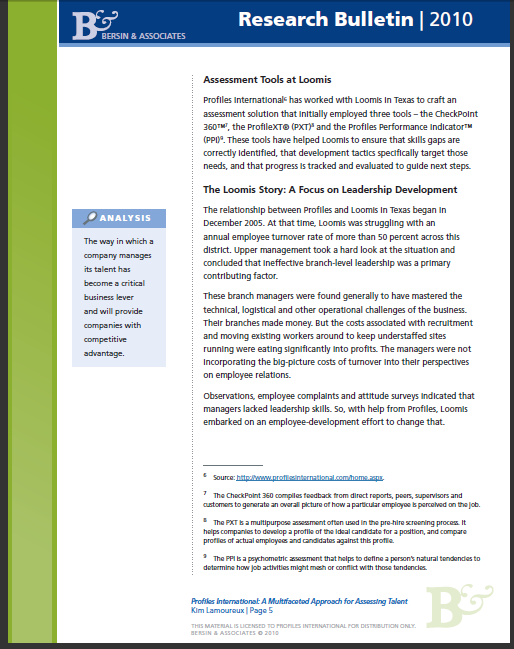 B&
BERSIN & ASSOCIATES
Research Bulletin | 2010
Assessment Tools at Loomis
Profiles International⁶ has worked with Loomis in Texas to craft an
assessment solution that initially employed three tools – the CheckPoint
360™⁷, the ProfileXT® (PXT)⁸ and the Profiles Performance Indicator™
(PPI)⁹. These tools have helped Loomis to ensure that skills gaps are
correctly identified, that development tactics specifically target those
needs, and that progress is tracked and evaluated to guide next steps.
The Loomis Story: A Focus on Leadership Development
The relationship between Profiles and Loomis in Texas began in
December 2005. At that time, Loomis was struggling with an
annual employee turnover rate of more than 50 percent across this
district. Upper management took a hard look at the situation and
concluded that ineffective branch-level leadership was a primary
contributing factor.
These branch managers were found generally to have mastered the
technical, logistical and other operational challenges of the business.
Their branches made money. But the costs associated with recruitment
and moving existing workers around to keep understaffed sites
running were eating significantly into profits. The managers were not
incorporating the big-picture costs of turnover into their perspectives
on employee relations.
Observations, employee complaints and attitude surveys indicated that
managers lacked leadership skills. So, with help from Profiles, Loomis
embarked on an employee-development effort to change that.
ANALYSIS
The way in which a
company manages
its talent has
become a critical
business lever
and will provide
companies with
competitive
advantage.
⁶ Source: http://www.profilesinternational.com/home.aspx.
⁷ The CheckPoint 360 compiles feedback from direct reports, peers, supervisors and
customers to generate an overall picture of how a particular employee is perceived on the job.
⁸ The PXT is a multipurpose assessment often used in the pre-hire screening process. It
helps companies to develop a profile of the ideal candidate for a position, and compare
profiles of actual employees and candidates against this profile.
⁹ The PPI is a psychometric assessment that helps to define a person's natural tendencies to
determine how job activities might mesh or conflict with those tendencies.
Profiles International: A Multifaceted Approach for Assessing Talent
Kim Lamoureux | Page 5
THIS MATERIAL IS LICENSED TO PROFILES INTERNATIONAL FOR DISTRIBUTION ONLY.
BERSIN & ASSOCIATES © 2010
B&